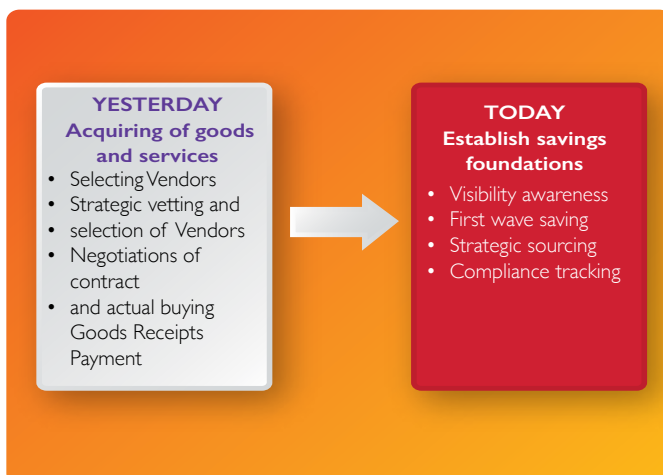 YESTERDAY
Acquiring of goods
and services
• Selecting Vendors
• Strategic vetting and
• selection of Vendors
• Negotiations of
contract
• and actual buying
Goods Receipts
Payment
TODAY
Establish savings
foundations
• Visibility awareness
• First wave saving
• Strategic sourcing
• Compliance tracking